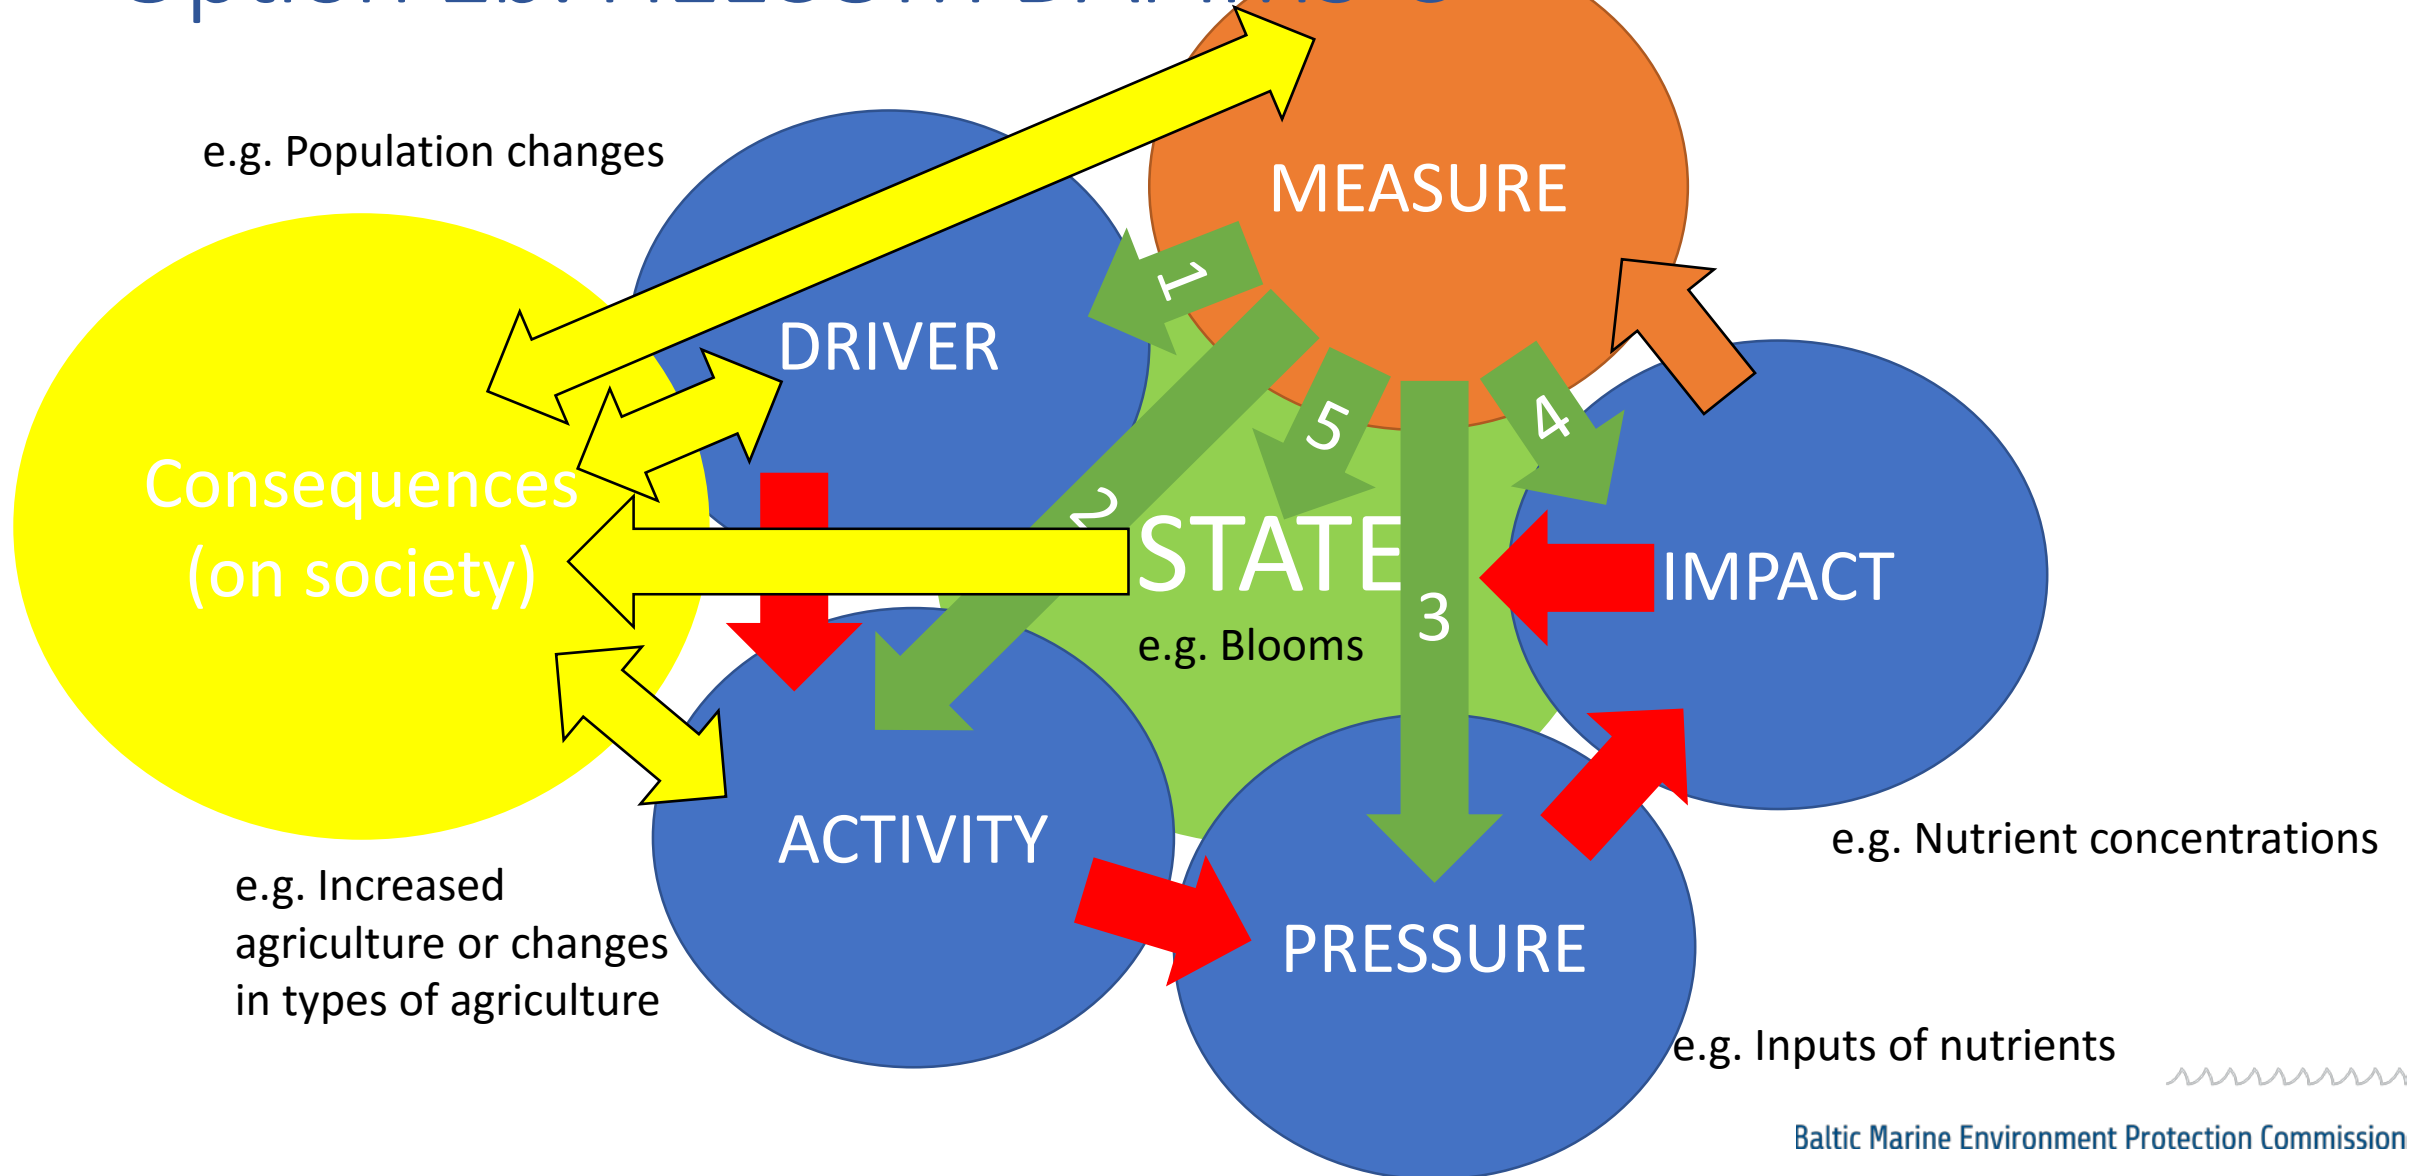 e.g. Population changes
MEASURE
1
DRIVER
5
4
Consequences
(on society)
2
STATE
3
IMPACT
e.g. Blooms
ACTIVITY
e.g. Nutrient concentrations
e.g. Increased
agriculture or changes
in types of agriculture
PRESSURE
e.g. Inputs of nutrients
Baltic Marine Environment Protection Commission